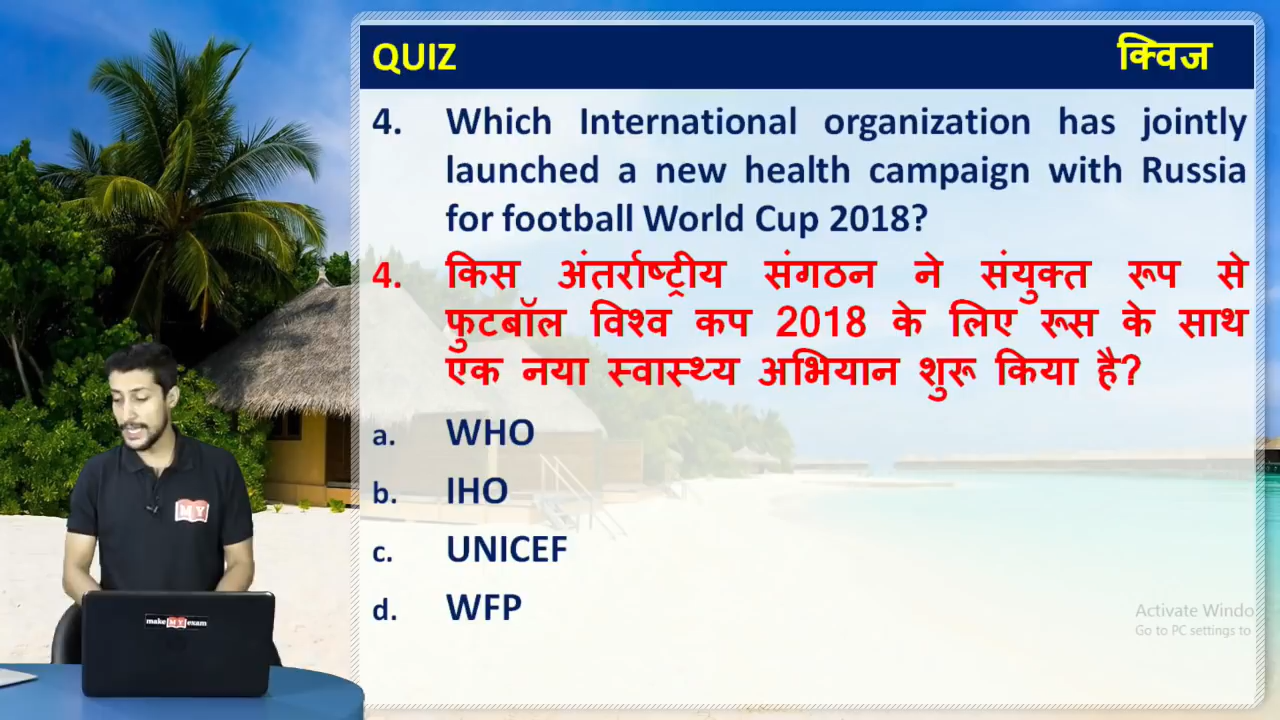 QUIZ क्विज
4. Which International organization has jointly
launched a new health campaign with Russia
for football World Cup 2018?
4. किस अंतर्राष्ट्रीय संगठन ने संयुक्त रूप से
फुटबॉल विश्व कप 2018 के लिए रूस के साथ
एक नया स्वास्थ्य अभियान शुरू किया है?
a. WHO
b. IHO
c. UNICEF
d. WFP
MY
make MY exam
Activate Windo
Go to PC settings to